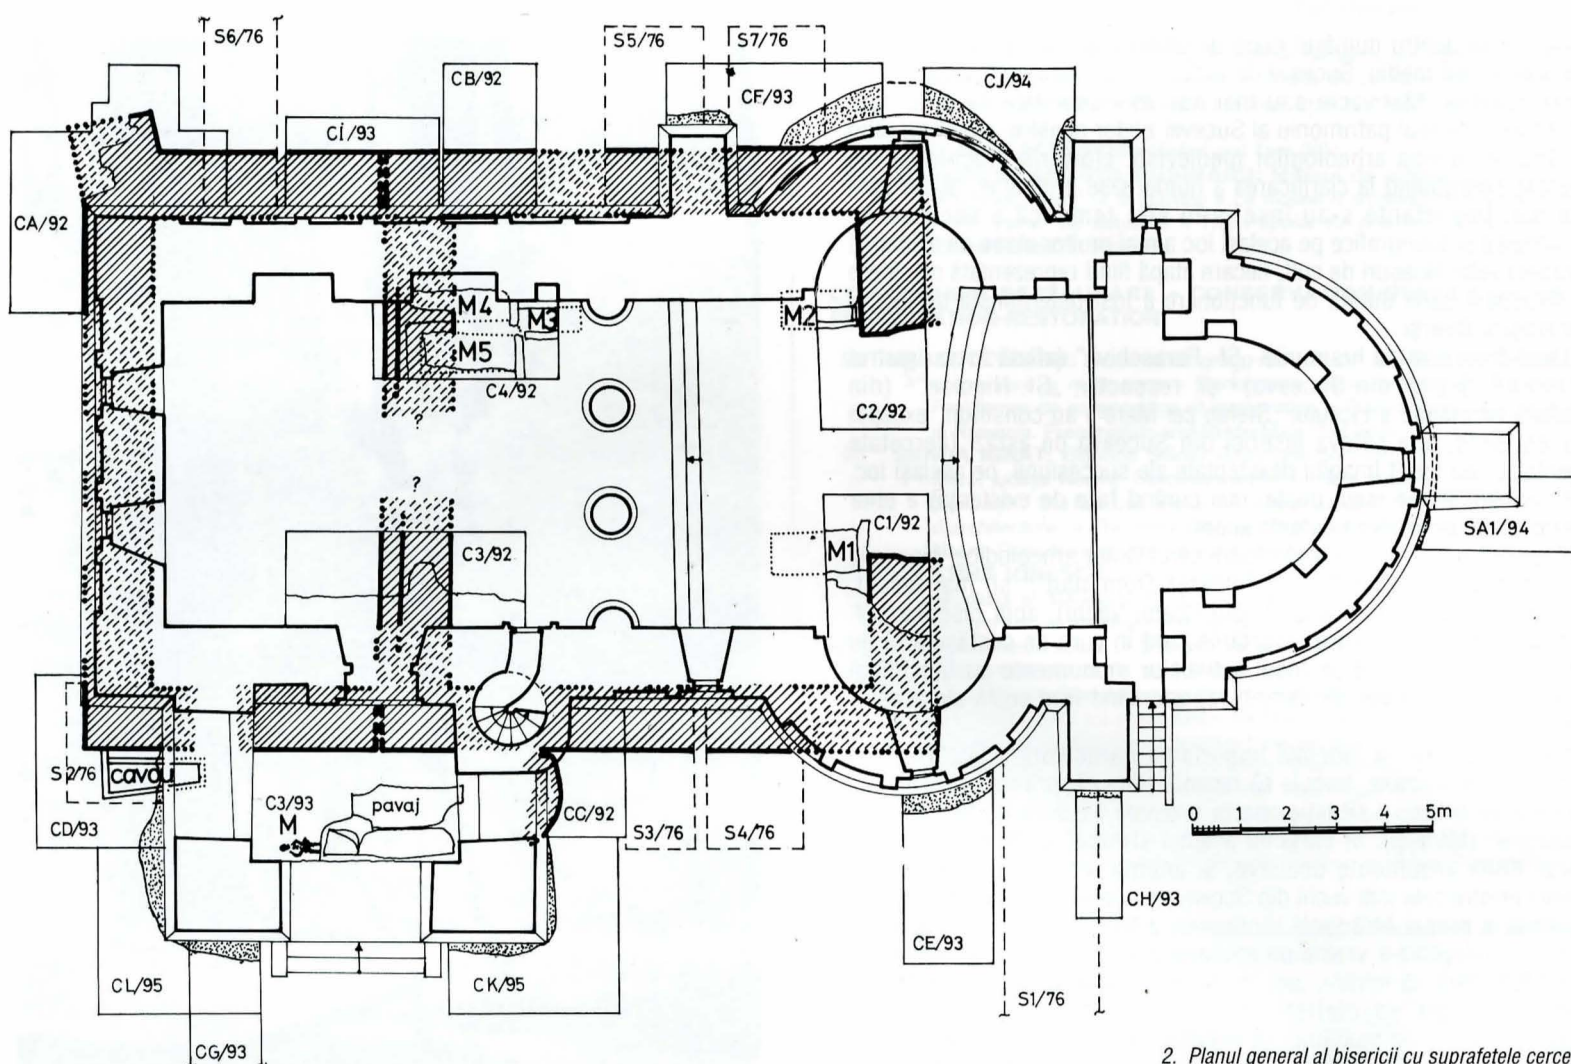 S6/76
S5/76
S7/76
CB/92
CF/93
CJ/94
CÍ/93
CA/92
M4
M3
M2
M5
C4/92
C2/92
?
?
C1/92
C3/92
M1
SA1/94
S2/76
cavou
C3/93
pavaj
M
CC/92
CD/93
S3/76
S4/76
0 1 2 3 4 5m
CH/93
CE/93
CL/95
CK/95
S1/76
CG/93
2. Planul general al bisericii cu suprafeţele cerce